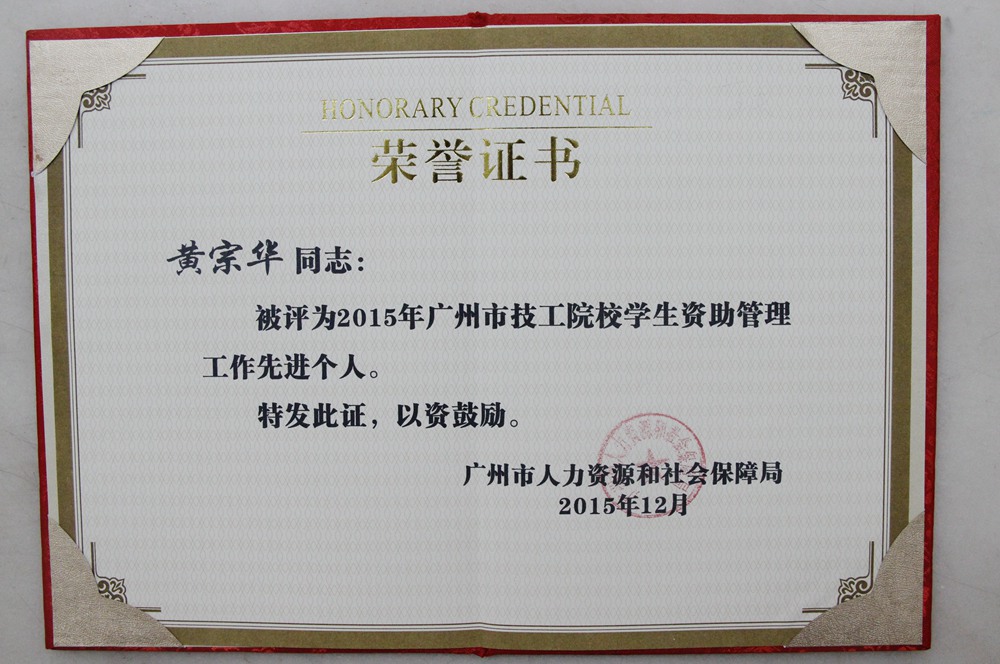 HONORARY CREDENTIAL
荣誉证书
黄宗华 同志：
被评为2015年广州市技工院校学生资助管理
工作先进个人。
特发此证，以资鼓励。
广州市人力资源和社会保障局
2015年12月